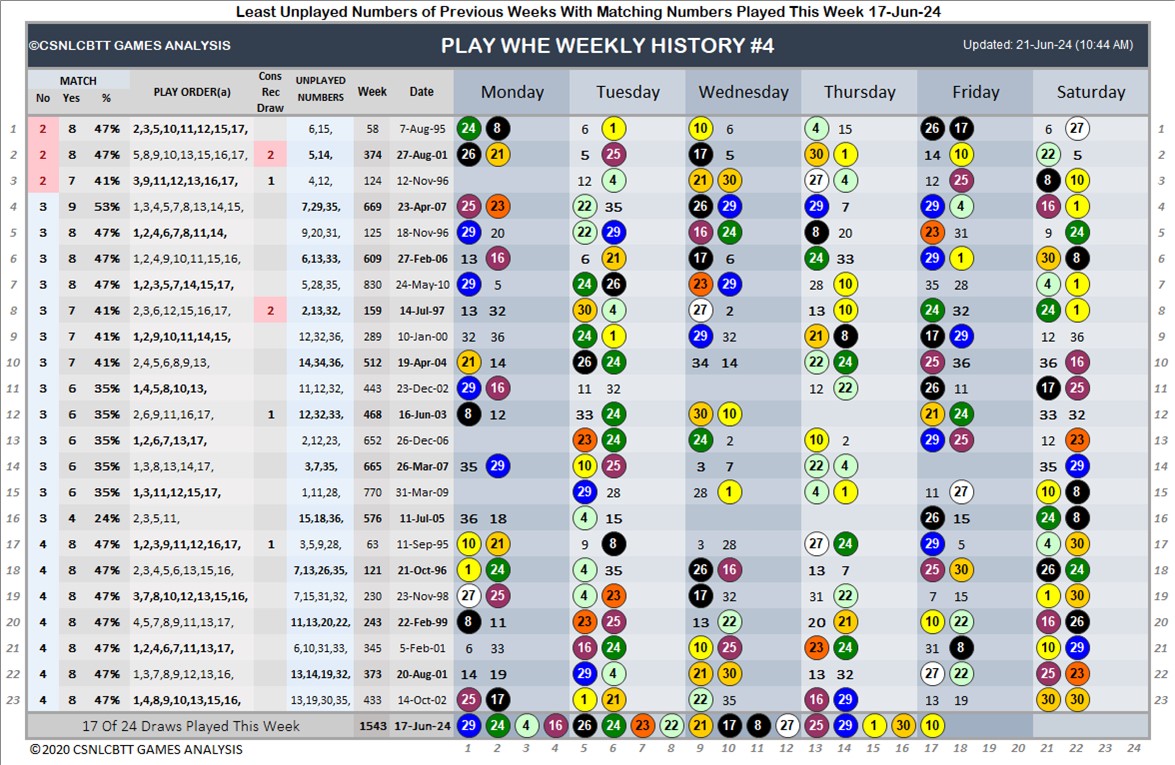 Least Unplayed Numbers of Previous Weeks With Matching Numbers Played This Week 17-Jun-24
©CSNLCBTT GAMES ANALYSIS PLAY WHE WEEKLY HISTORY #4 Updated: 21-Jun-24 (10:44 AM)
MATCH No Yes % PLAY ORDER(a) Cons Rec Draw UNPLAYED NUMBERS Week Date Monday Tuesday Wednesday Thursday Friday Saturday
1 2 8 47% 2,3,5,10,11,12,15,17, 6,15, 58 7-Aug-95 24 8 6 1 10 6 4 15 26 17 6 27 1
2 2 8 47% 5,8,9,10,13,15,16,17, 2 5,14, 374 27-Aug-01 26 21 5 25 17 5 30 1 14 10 22 5 2
3 2 7 41% 3,9,11,12,13,16,17, 1 4,12, 124 12-Nov-96 12 4 21 30 27 4 12 25 8 10 3
4 3 9 53% 1,3,4,5,7,8,13,14,15, 7,29,35, 669 23-Apr-07 25 23 22 35 26 29 29 7 29 4 16 1 4
5 3 8 47% 1,2,4,6,7,8,11,14, 9,20,31, 125 18-Nov-96 29 20 22 29 16 24 8 20 23 31 9 24 5
6 3 8 47% 1,2,4,9,10,11,15,16, 6,13,33, 609 27-Feb-06 13 16 6 21 17 6 24 33 29 1 30 8 6
7 3 8 47% 1,2,3,5,7,14,15,17, 5,28,35, 830 24-May-10 29 5 24 26 23 29 28 10 35 28 4 1 7
8 3 7 41% 2,3,6,12,15,16,17, 2 2,13,32, 159 14-Jul-97 13 32 30 4 27 2 13 10 24 32 24 1 8
9 3 7 41% 1,2,9,10,11,14,15, 12,32,36, 289 10-Jan-00 32 36 24 1 29 32 21 8 17 29 12 36 9
10 3 7 41% 2,4,5,6,8,9,13, 14,34,36, 512 19-Apr-04 21 14 26 24 34 14 22 24 25 36 36 16 10
11 3 6 35% 1,4,5,8,10,13, 11,12,32, 443 23-Dec-02 29 16 11 32 12 22 26 11 17 25 11
12 3 6 35% 2,6,9,11,16,17, 1 12,32,33, 468 16-Jun-03 8 12 33 24 30 10 21 24 33 32 12
13 3 6 35% 1,2,6,7,13,17, 2,12,23, 652 26-Dec-06 23 24 24 2 10 2 29 25 12 23 13
14 3 6 35% 1,3,8,13,14,17, 3,7,35, 665 26-Mar-07 35 29 10 25 3 7 22 4 35 29 14
15 3 6 35% 1,3,11,12,15,17, 1,11,28, 770 31-Mar-09 29 28 28 1 4 1 11 27 10 8 15
16 3 4 24% 2,3,5,11, 15,18,36, 576 11-Jul-05 36 18 4 15 26 15 24 8 16
17 4 8 47% 1,2,3,9,11,12,16,17, 1 3,5,9,28, 63 11-Sep-95 10 21 9 8 3 28 27 24 29 5 4 30 17
18 4 8 47% 2,3,4,5,6,13,15,16, 7,13,26,35, 121 21-Oct-96 1 24 4 35 26 16 13 7 25 30 26 24 18
19 4 8 47% 3,7,8,10,12,13,15,16, 7,15,31,32, 230 23-Nov-98 27 25 4 23 17 32 31 22 7 15 1 30 19
20 4 8 47% 4,5,7,8,9,11,13,17, 11,13,20,22, 243 22-Feb-99 8 11 23 25 13 22 20 21 10 22 16 26 20
21 4 8 47% 1,2,4,6,7,11,13,17, 6,10,31,33, 345 5-Feb-01 6 33 16 24 10 25 23 24 31 8 10 29 21
22 4 8 47% 1,3,7,8,9,12,13,16, 13,14,19,32, 373 20-Aug-01 14 19 29 4 21 30 13 32 27 22 25 23 22
23 4 8 47% 1,4,8,9,10,13,15,16, 13,19,30,35, 433 14-Oct-02 25 17 1 21 22 35 16 29 13 19 30 30 23
17 Of 24 Draws Played This Week 1543 17-Jun-24 29 24 4 16 26 24 23 22 21 17 8 27 25 29 1 30 10
© 2020 CSNLCBTT GAMES ANALYSIS 1 2 3 4 5 6 7 8 9 10 11 12 13 14 15 16 17 18 19 20 21 22 23 24